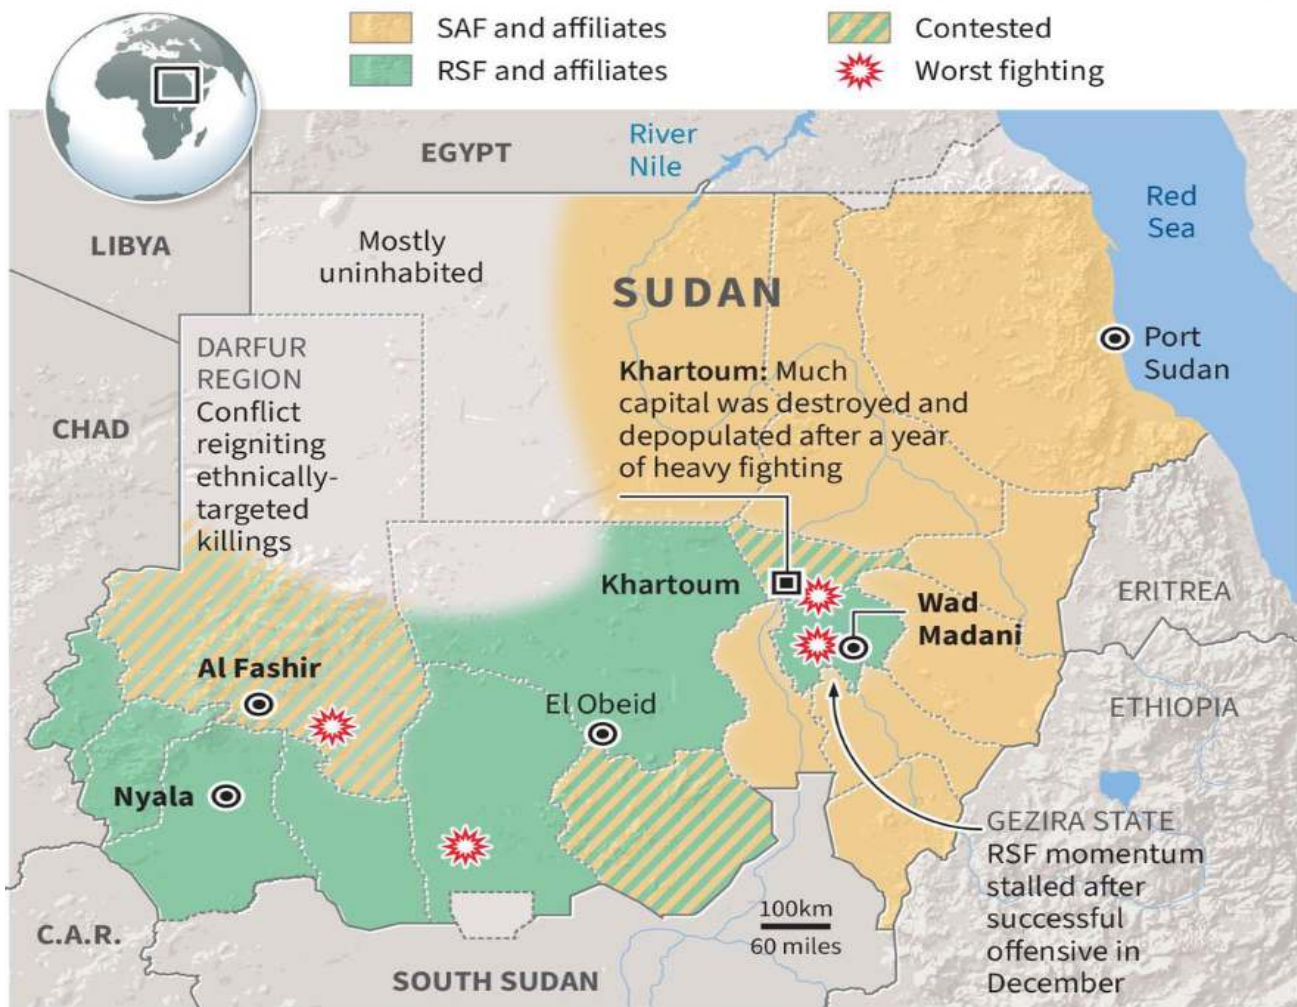 SAF and affiliates
RSF and affiliates
Contested
Worst fighting
EGYPT
River
Nile
Red
Sea
LIBYA
Mostly
uninhabited
SUDAN
Port
Sudan
DARFUR
REGION
Conflict
reigniting
ethnically-
targeted
killings
Khartoum: Much
capital was destroyed and
depopulated after a year
of heavy fighting
CHAD
Khartoum
Wad
Madani
ERITREA
Al Fashir
El Obeid
ETHIOPIA
Nyala
GEZIRA STATE
RSF momentum
stalled after
successful
offensive in
December
100km
60 miles
C.A.R.
SOUTH SUDAN